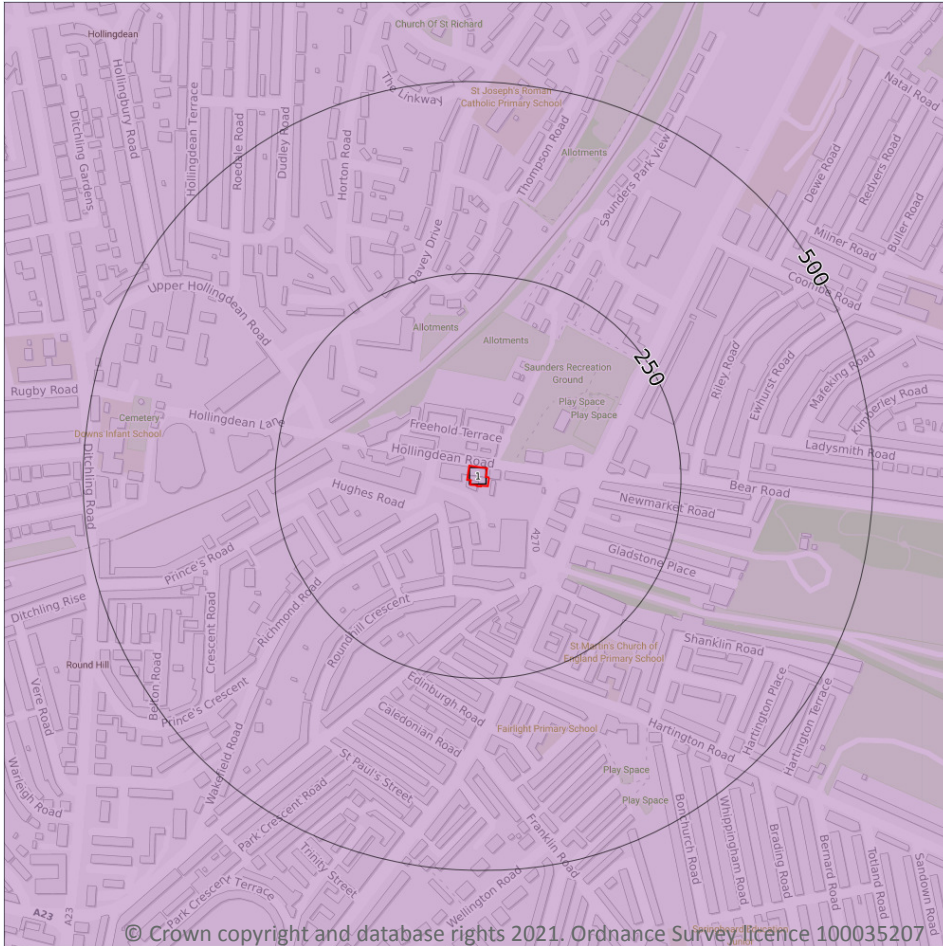 Church Of St Richard
Hollingdean
The Linkway
St Joseph's Roman
Catholic Primary School
Natal Road
Hollingbury Road
Ditchling Gardens
Hollingdean Terrace
Roedale Road
Dudley Road
Horton Road
Thompson Road
Allotments
Saunders Park View
Dewe Road
Redvers Road
Buller Road
Milner Road
Davey Drive
500
Coombe Road
Upper Hollingdean Road
Allotments
Allotments
250
Saunders Recreation
Ground
Riley Road
Ewhurst Road
Mafeking Road
Kimberley Road
Rugby Road
Play Space
Play Space
Cemetery
Hollingdean Lane
Downs Infant School
Freehold Terrace
Ladysmith Road
Hollingdean Road
Ditchling Road
1
Hughes Road
Bear Road
Newmarket Road
A270
Gladstone Place
Prince's Road
Ditchling Rise
Richmond Road
Roundhill Crescent
Crescent Road
St Martin's Church of
England Primary School
Shanklin Road
Round Hill
Belton Road
Vere Road
Prince's Crescent
Edinburgh Road
Hartington Place
Hartington Terrace
Caledonian Road
Fairlight Primary School
Hartington Road
Wakefield Road
St Paul's Street
Play Space
Warleigh Road
Play Space
Park Crescent Road
Bonchurch Road
Whippingham Road
Franklin Road
Brading Road
Bernard Road
Totland Road
Sandown Road
Trinity Street
Wellington Road
Park Crescent Terrace
A23
A23
© Crown copyright and database rights 2021. Ordnance Survey licence 100035207